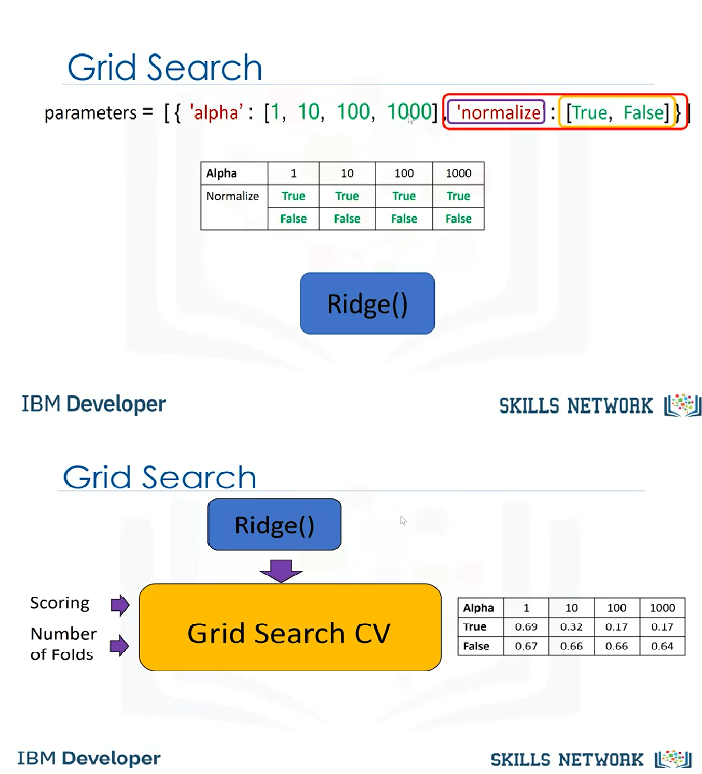 Grid Search
parameters = [{ 'alpha' : [1, 10, 100, 1000], 'normalize : [True, False]}]
Alpha 1 10 100 1000
Normalize True True True True
False False False False
Ridge()
IBM Developer
SKILLS NETWORK
Grid Search
Ridge()
Scoring
Number
of Folds
Grid Search CV
Alpha 1 10 100 1000
True 0.69 0.32 0.17 0.17
False 0.67 0.66 0.66 0.64
IBM Developer
SKILLS NETWORK